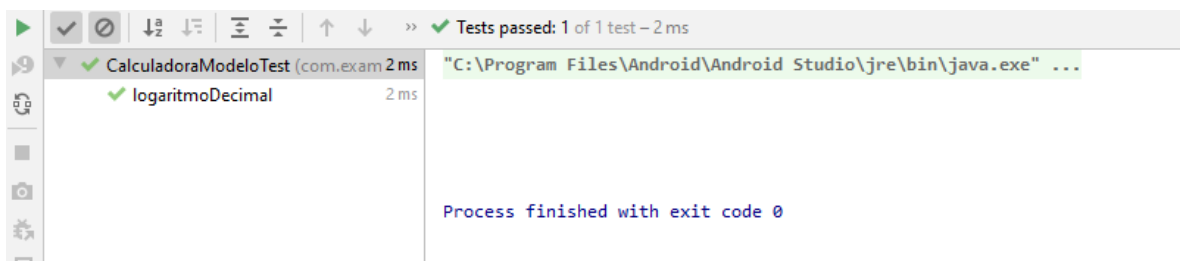 Tests passed: 1 of 1 test – 2 ms
CalculadoraModeloTest (com.exam 2 ms
logaritmoDecimal 2 ms
"C:\Program Files\Android\Android Studio\jre\bin\java.exe" ...
Process finished with exit code 0